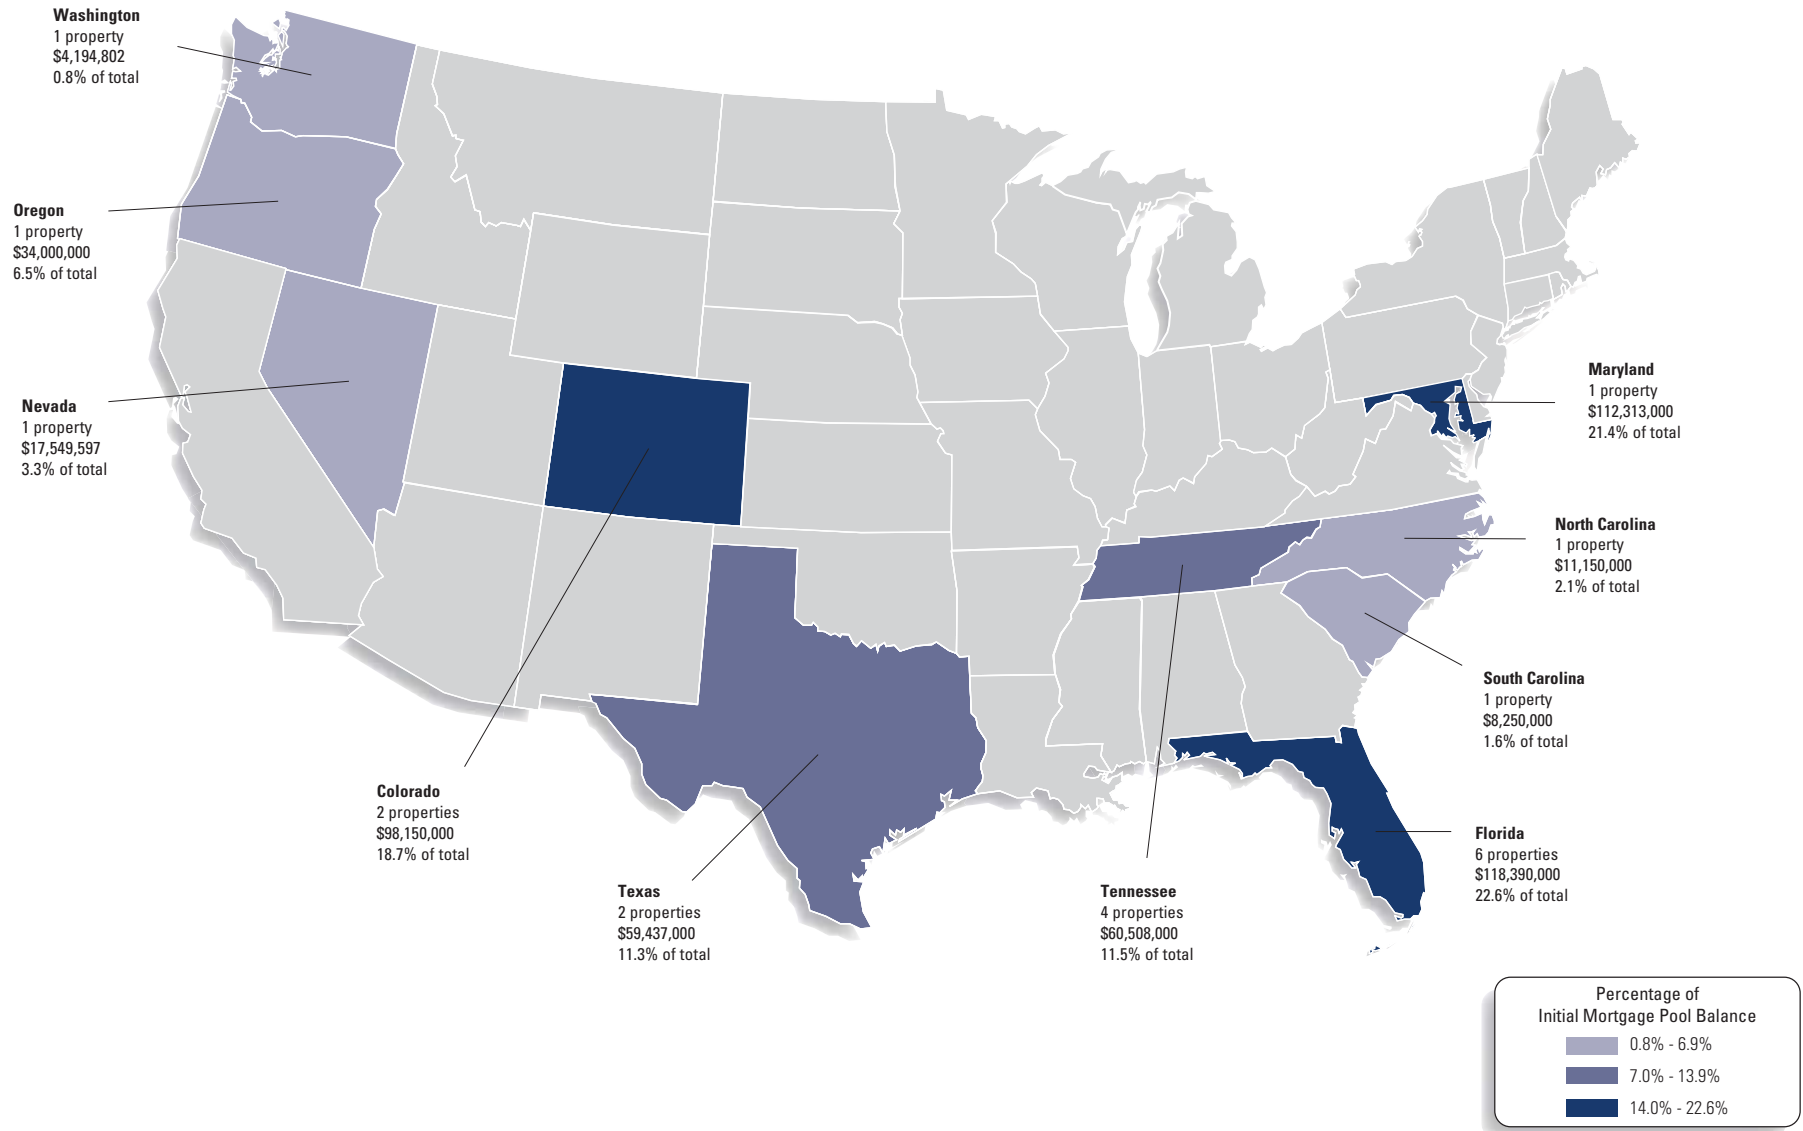 Washington
1 property
$4,194,802
0.8% of total
Oregon
1 property
$34,000,000
6.5% of total
Nevada
1 property
$17,549,597
3.3% of total
Maryland
1 property
$112,313,000
21.4% of total
North Carolina
1 property
$11,150,000
2.1% of total
South Carolina
1 property
$8,250,000
1.6% of total
Colorado
2 properties
$98,150,000
18.7% of total
Texas
2 properties
$59,437,000
11.3% of total
Tennessee
4 properties
$60,508,000
11.5% of total
Florida
6 properties
$118,390,000
22.6% of total
Percentage of
Initial Mortgage Pool Balance
0.8% - 6.9%
7.0% - 13.9%
14.0% - 22.6%